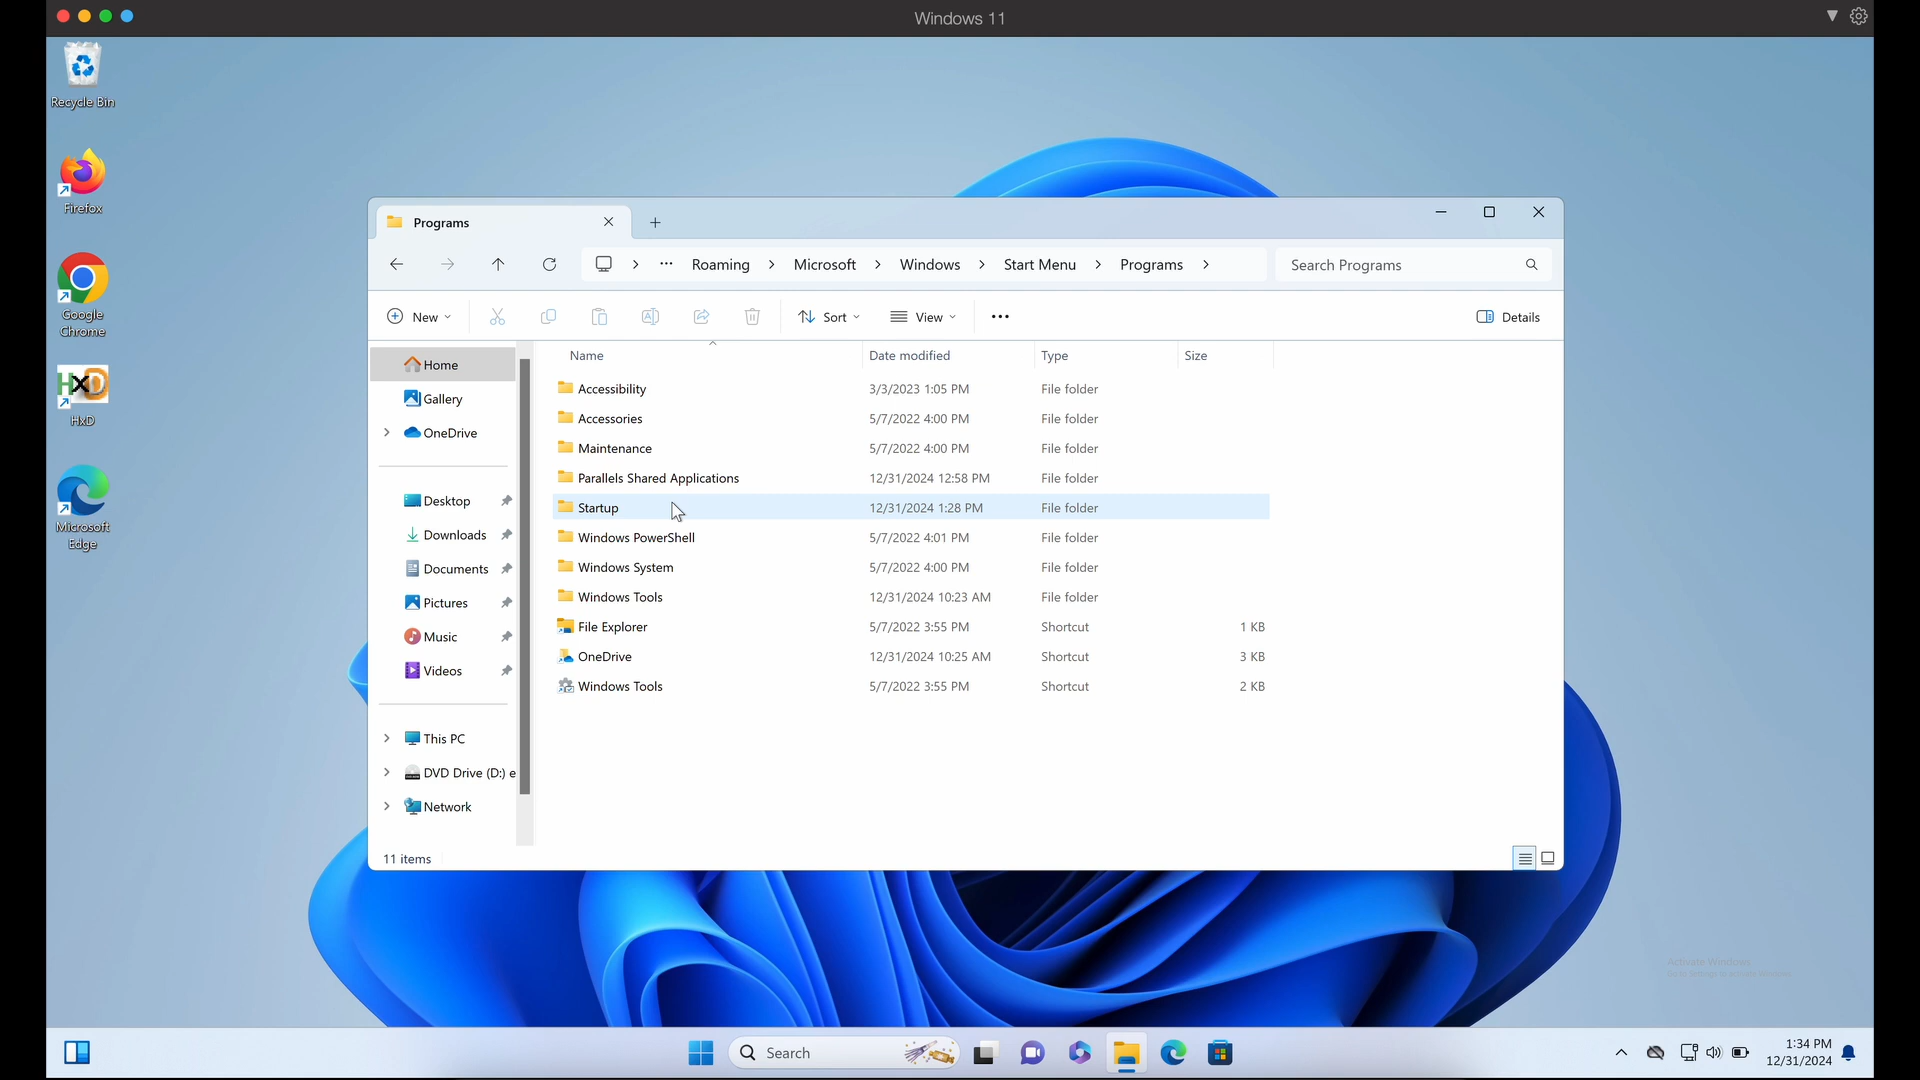 Windows 11
Recycle Bin
Firefox
Google
Chrome
HxD
HxD
Microsoft
Edge
Programs
Roaming > Microsoft > Windows > Start Menu > Programs >
Search Programs
New
Sort
View
Details
Home
Gallery
OneDrive
Desktop
Downloads
Documents
Pictures
Music
Videos
This PC
DVD Drive (D:) e
Network
Name Date modified Type Size
Accessibility 3/3/2023 1:05 PM File folder
Accessories 5/7/2022 4:00 PM File folder
Maintenance 5/7/2022 4:00 PM File folder
Parallels Shared Applications 12/31/2024 12:58 PM File folder
Startup 12/31/2024 1:28 PM File folder
Windows PowerShell 5/7/2022 4:01 PM File folder
Windows System 5/7/2022 4:00 PM File folder
Windows Tools 12/31/2024 10:23 AM File folder
File Explorer 5/7/2022 3:55 PM Shortcut 1 KB
OneDrive 12/31/2024 10:25 AM Shortcut 3 KB
Windows Tools 5/7/2022 3:55 PM Shortcut 2 KB
11 items
Activate Windows
Search
1:34 PM
12/31/2024